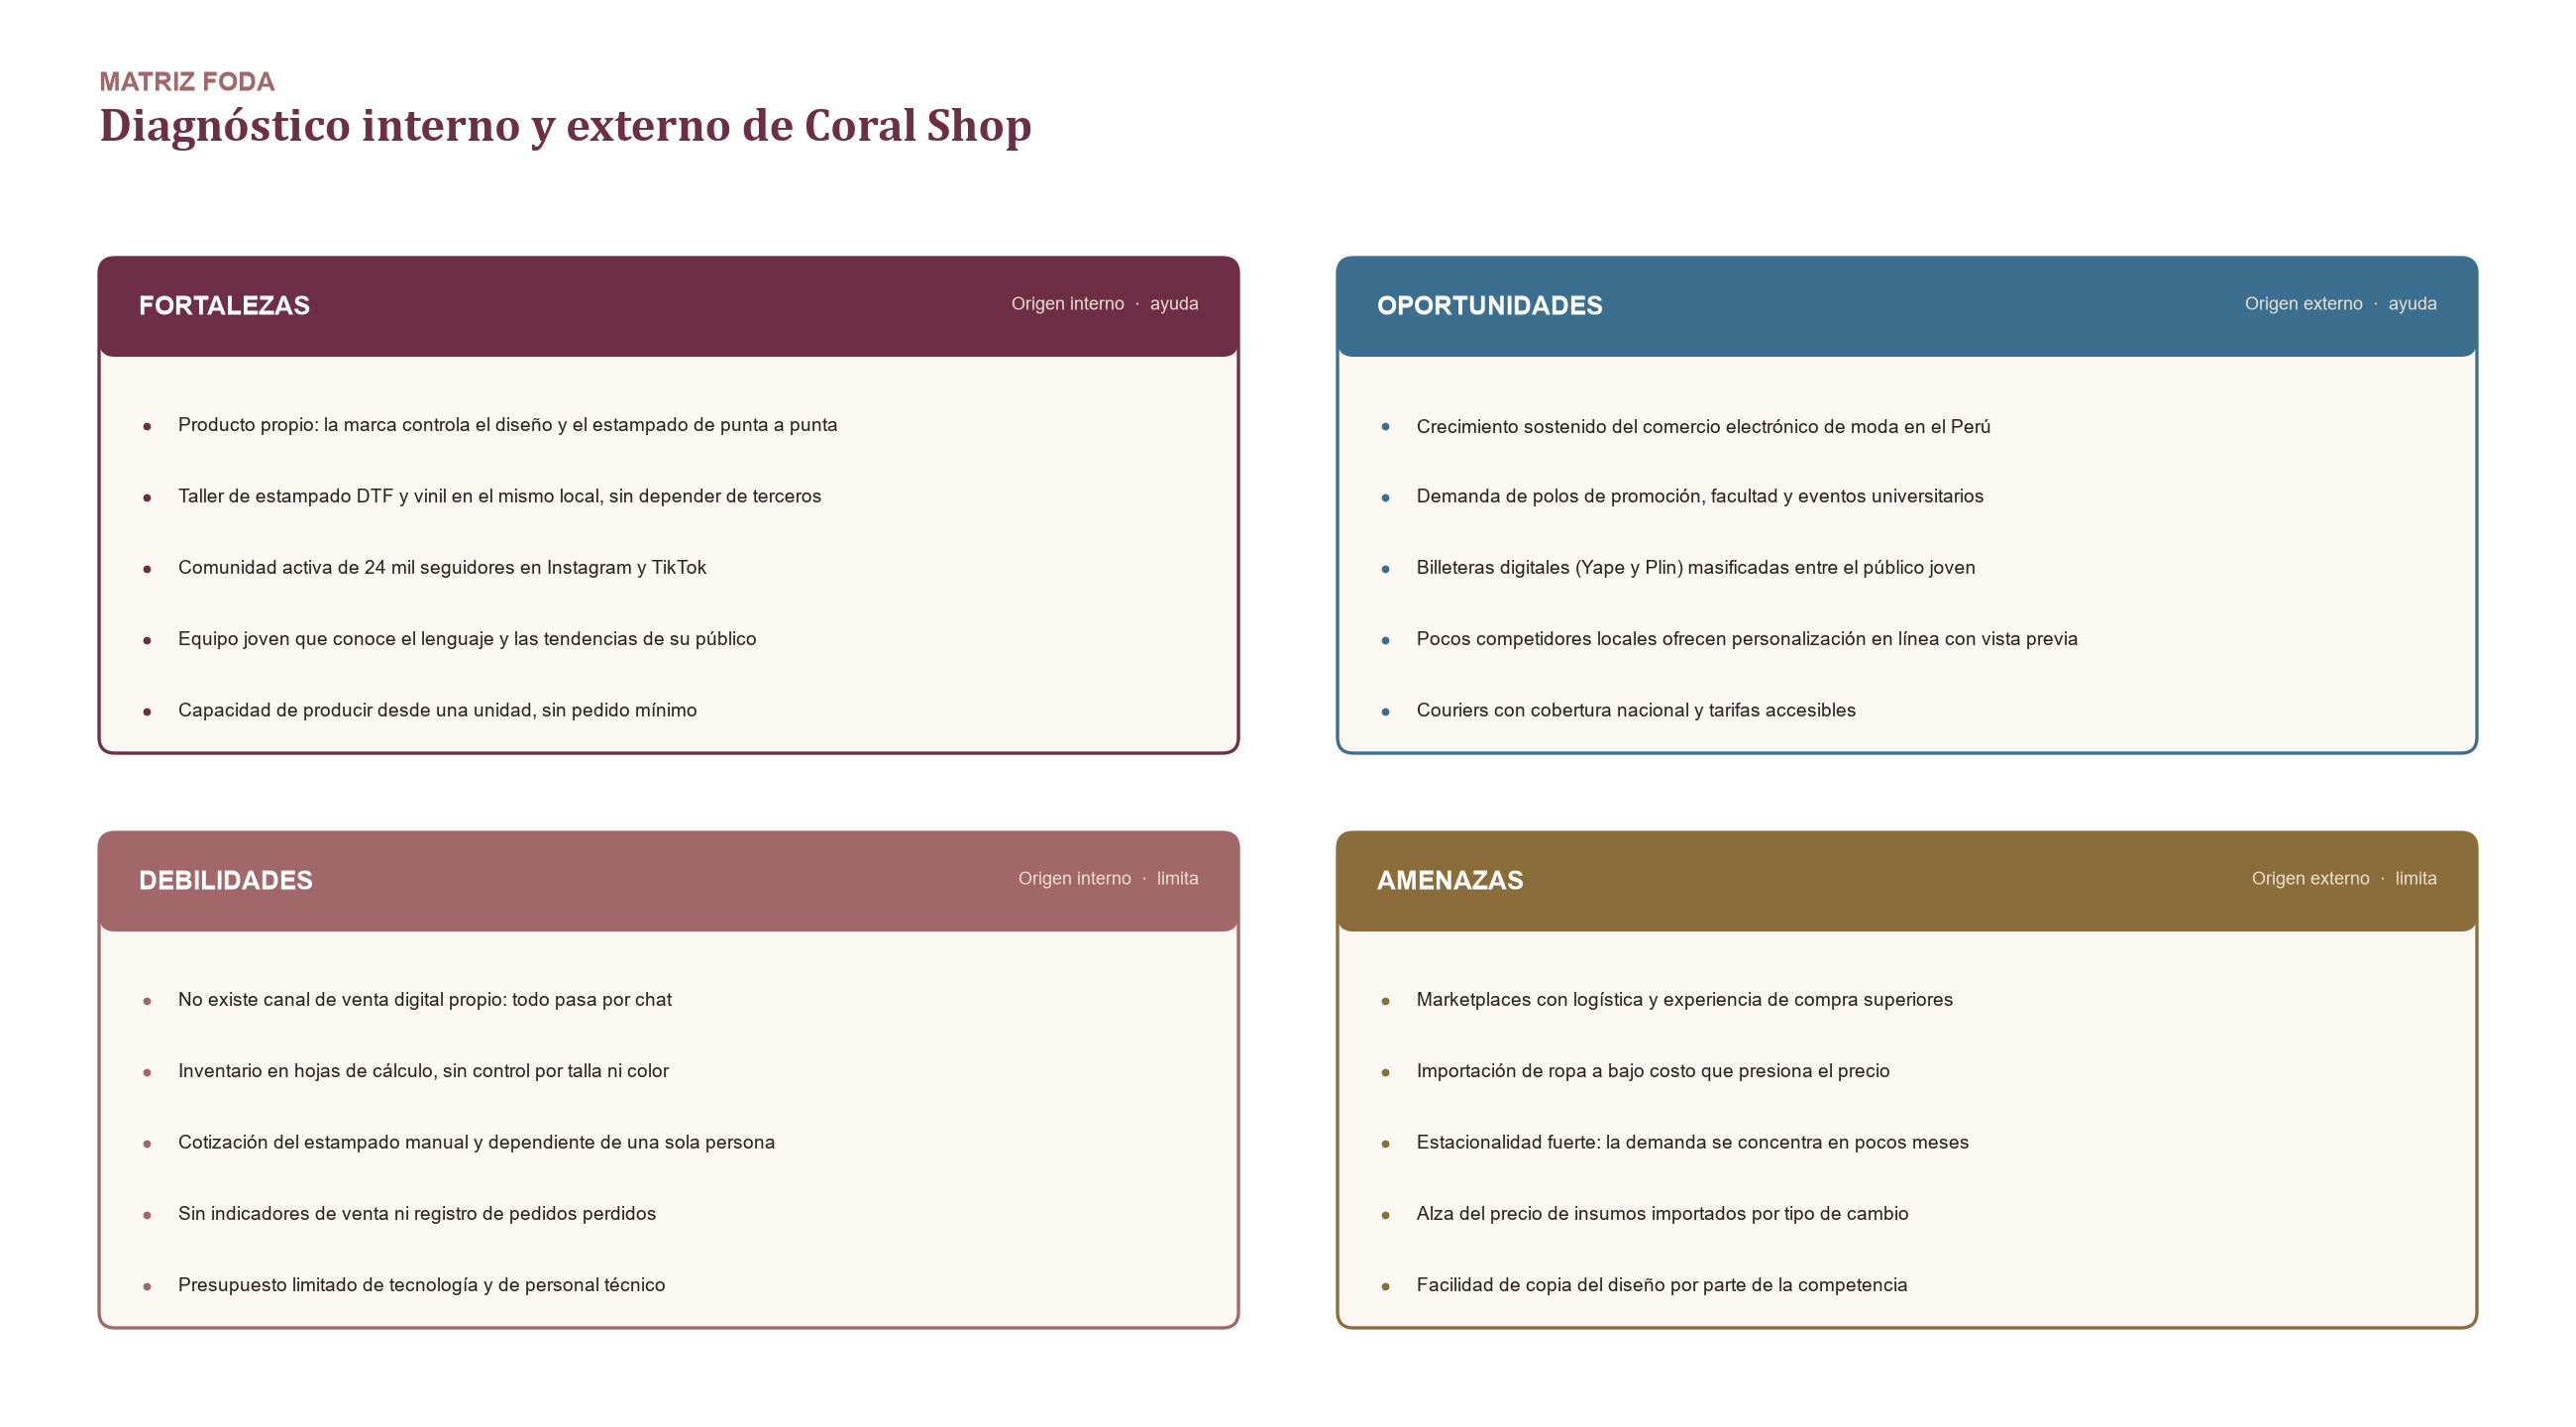 MATRIZ FODA
Diagnóstico interno y externo de Coral Shop
FORTALEZAS
Origen interno · ayuda
• Producto propio: la marca controla el diseño y el estampado de punta a punta
• Taller de estampado DTF y vinil en el mismo local, sin depender de terceros
• Comunidad activa de 24 mil seguidores en Instagram y TikTok
• Equipo joven que conoce el lenguaje y las tendencias de su público
• Capacidad de producir desde una unidad, sin pedido mínimo
OPORTUNIDADES
Origen externo · ayuda
• Crecimiento sostenido del comercio electrónico de moda en el Perú
• Demanda de polos de promoción, facultad y eventos universitarios
• Billeteras digitales (Yape y Plin) masificadas entre el público joven
• Pocos competidores locales ofrecen personalización en línea con vista previa
• Couriers con cobertura nacional y tarifas accesibles
DEBILIDADES
Origen interno · limita
• No existe canal de venta digital propio: todo pasa por chat
• Inventario en hojas de cálculo, sin control por talla ni color
• Cotización del estampado manual y dependiente de una sola persona
• Sin indicadores de venta ni registro de pedidos perdidos
• Presupuesto limitado de tecnología y de personal técnico
AMENAZAS
Origen externo · limita
• Marketplaces con logística y experiencia de compra superiores
• Importación de ropa a bajo costo que presiona el precio
• Estacionalidad fuerte: la demanda se concentra en pocos meses
• Alza del precio de insumos importados por tipo de cambio
• Facilidad de copia del diseño por parte de la competencia